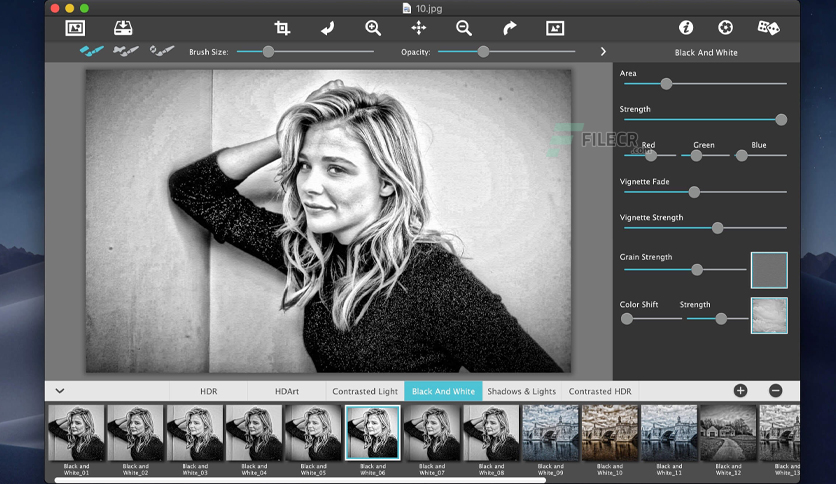 10.jpg
Brush Size:
Opacity:
Black And White
Area
Strength
Red Green Blue
Vignette Fade
Vignette Strength
Grain Strength
Color Shift Strength
FILECR
.com
HDR HDArt Contrasted Light Black And White Shadows & Lights Contrasted HDR
Black and White_01
Black and White_02
Black and White_03
Black and White_04
Black and White_05
Black and White_06
Black and White_07
Black and White_08
Black and White_09
Black and White_10
Black and White_11
Black and White_12
Black and White_13